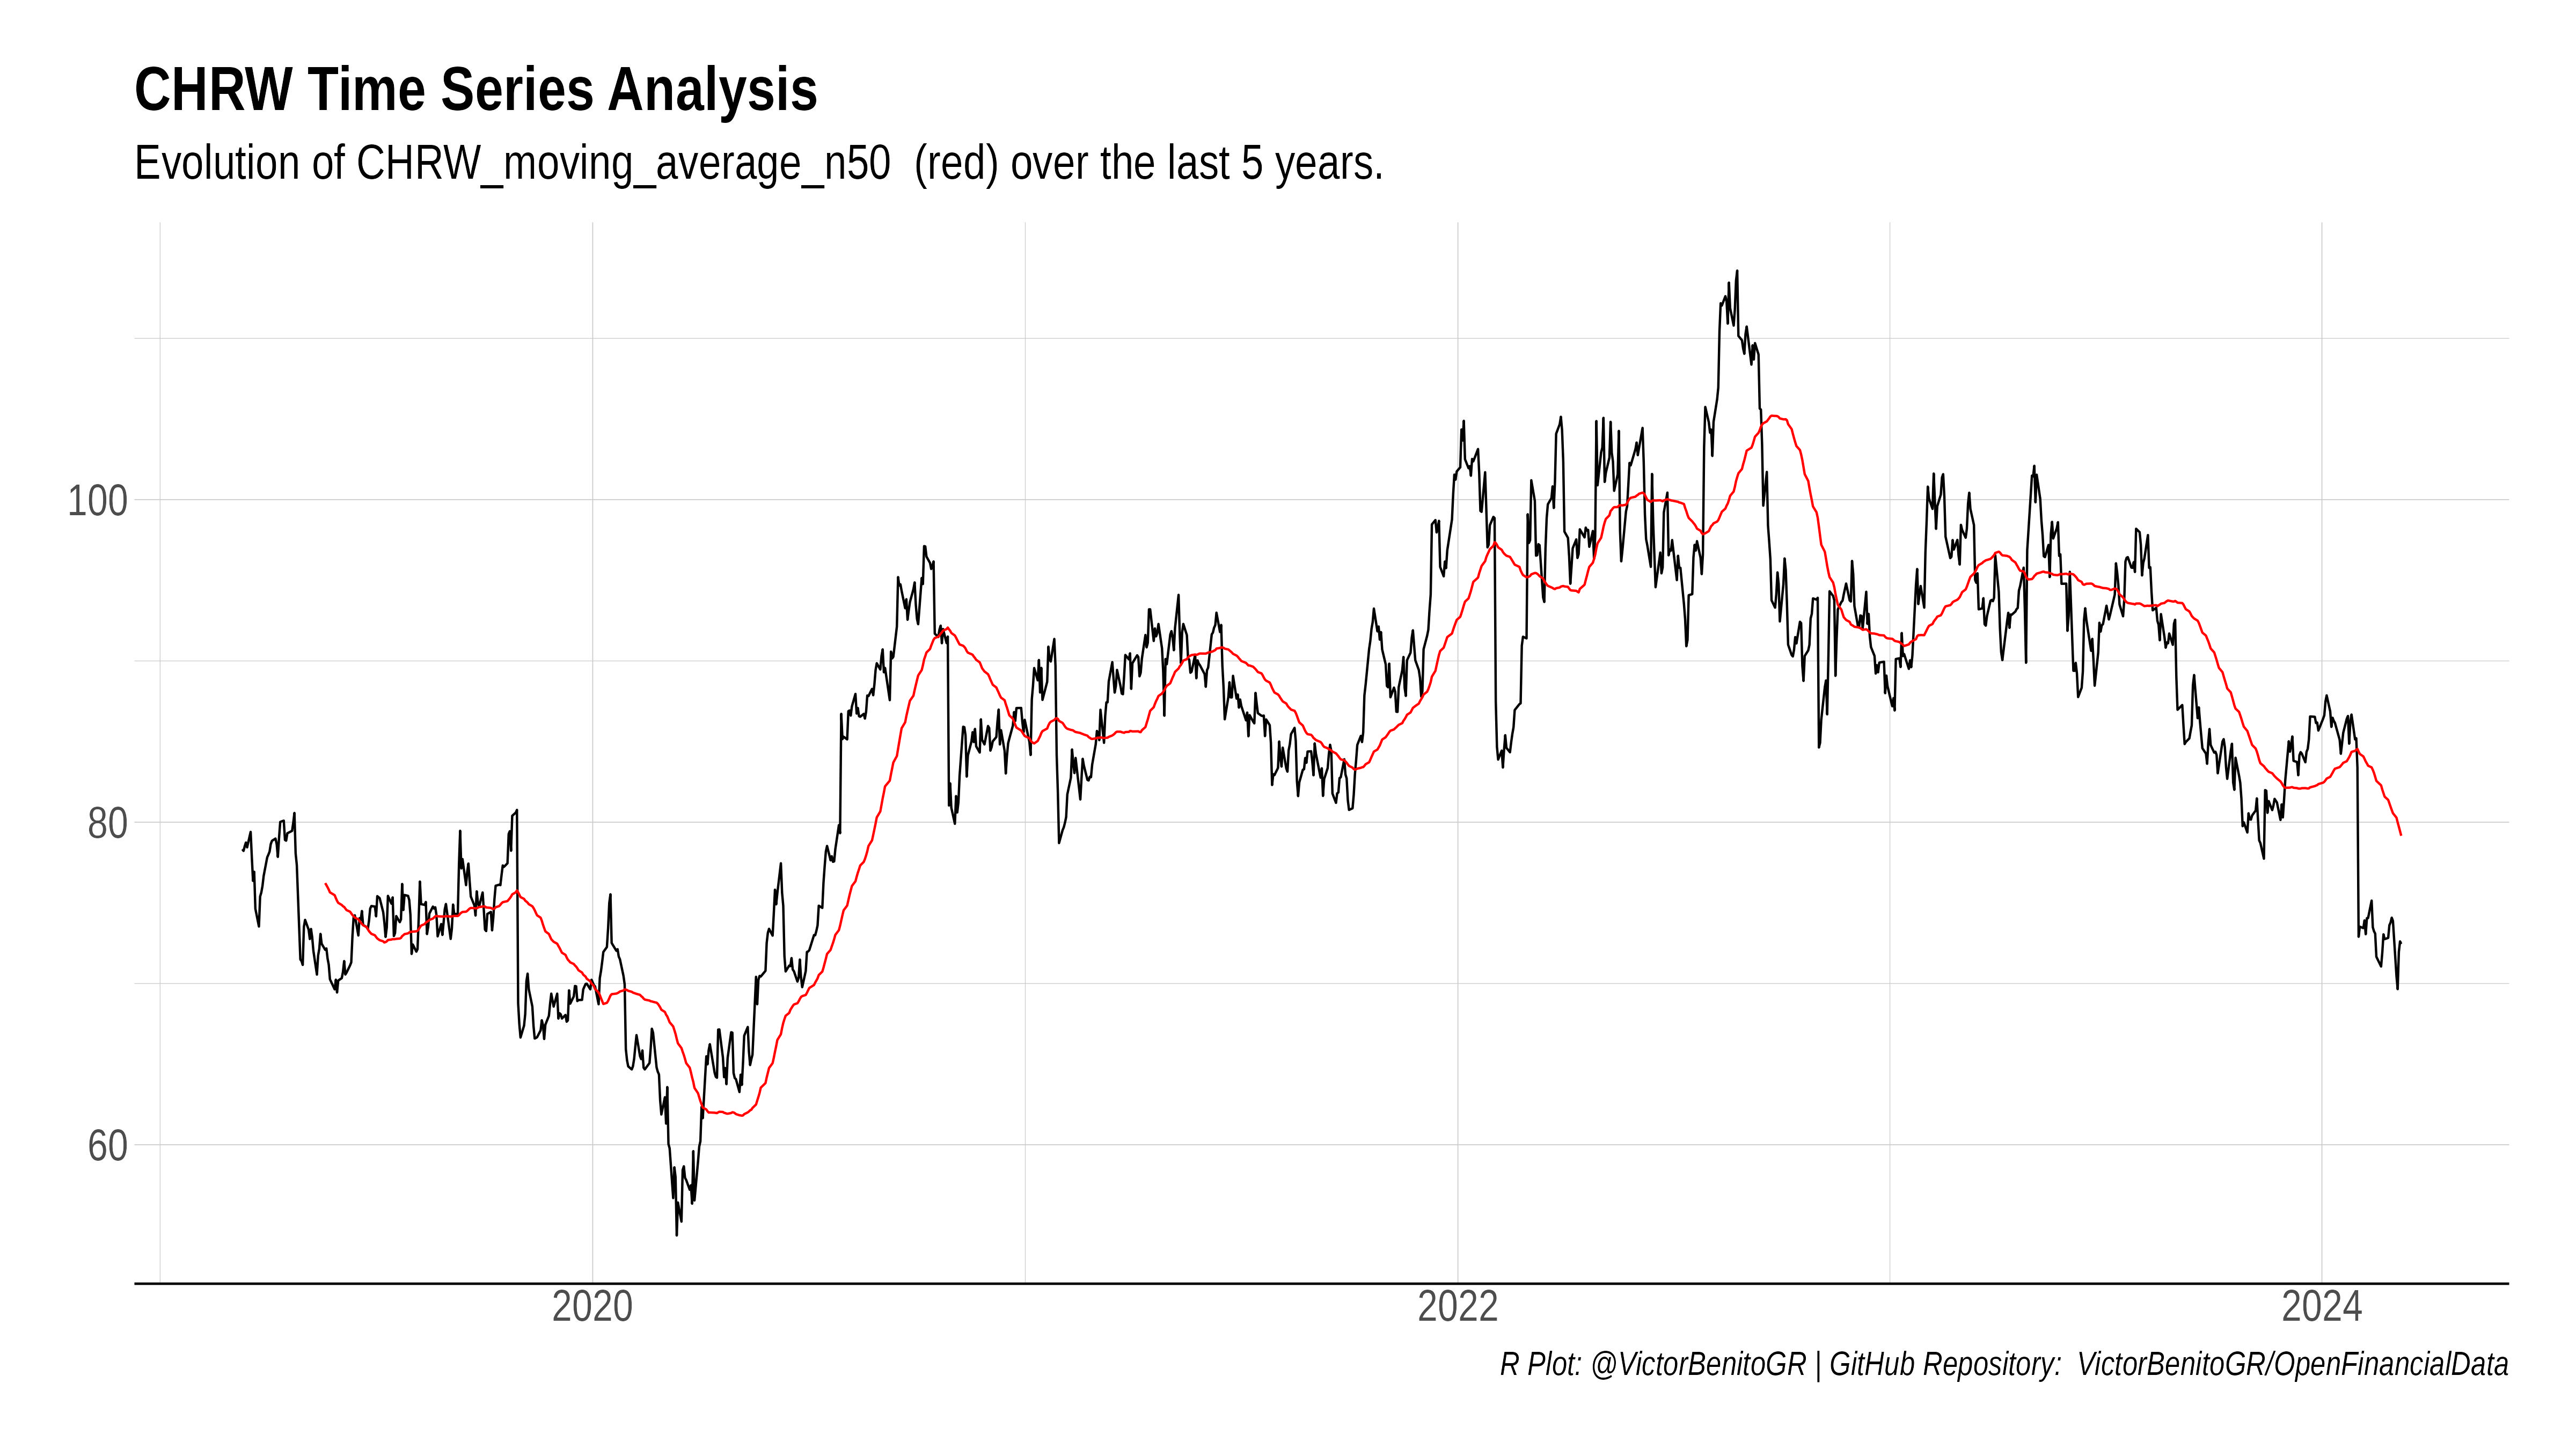 CHRW Time Series Analysis
Evolution of CHRW_moving_average_n50  (red) over the last 5 years.
100
80
60
2020 2022 2024
R Plot: @VictorBenitoGR | GitHub Repository:  VictorBenitoGR/OpenFinancialData